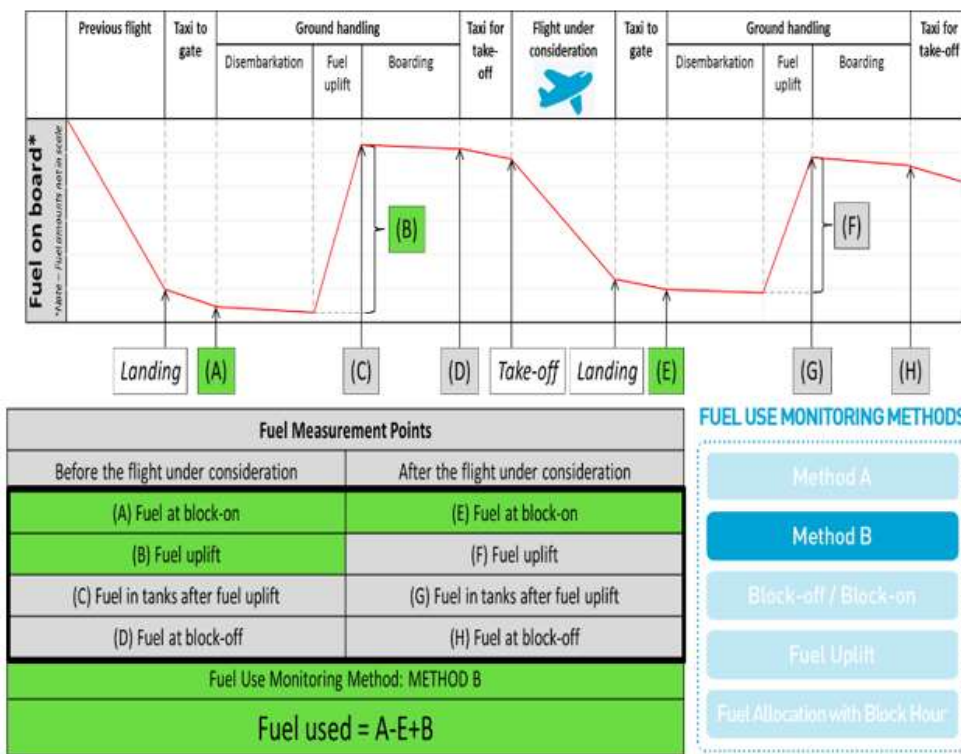 Previous flight
Taxi to gate
Ground handling
Taxi for take-off
Flight under consideration
Taxi to gate
Ground handling
Taxi for take-off
Disembarkation
Fuel uplift
Boarding
Disembarkation
Fuel uplift
Boarding
Fuel on board*
*Note – Fuel amounts not in scale
(B)
(F)
Landing
(A)
(C)
(D)
Take-off
Landing
(E)
(G)
(H)
Fuel Measurement Points
Before the flight under consideration
After the flight under consideration
(A) Fuel at block-on
(E) Fuel at block-on
(B) Fuel uplift
(F) Fuel uplift
(C) Fuel in tanks after fuel uplift
(G) Fuel in tanks after fuel uplift
(D) Fuel at block-off
(H) Fuel at block-off
Fuel Use Monitoring Method: METHOD B
Fuel used = A-E+B
FUEL USE MONITORING METHODS
Method A
Method B
Block-off / Block-on
Fuel Uplift
Fuel Allocation with Block Hour